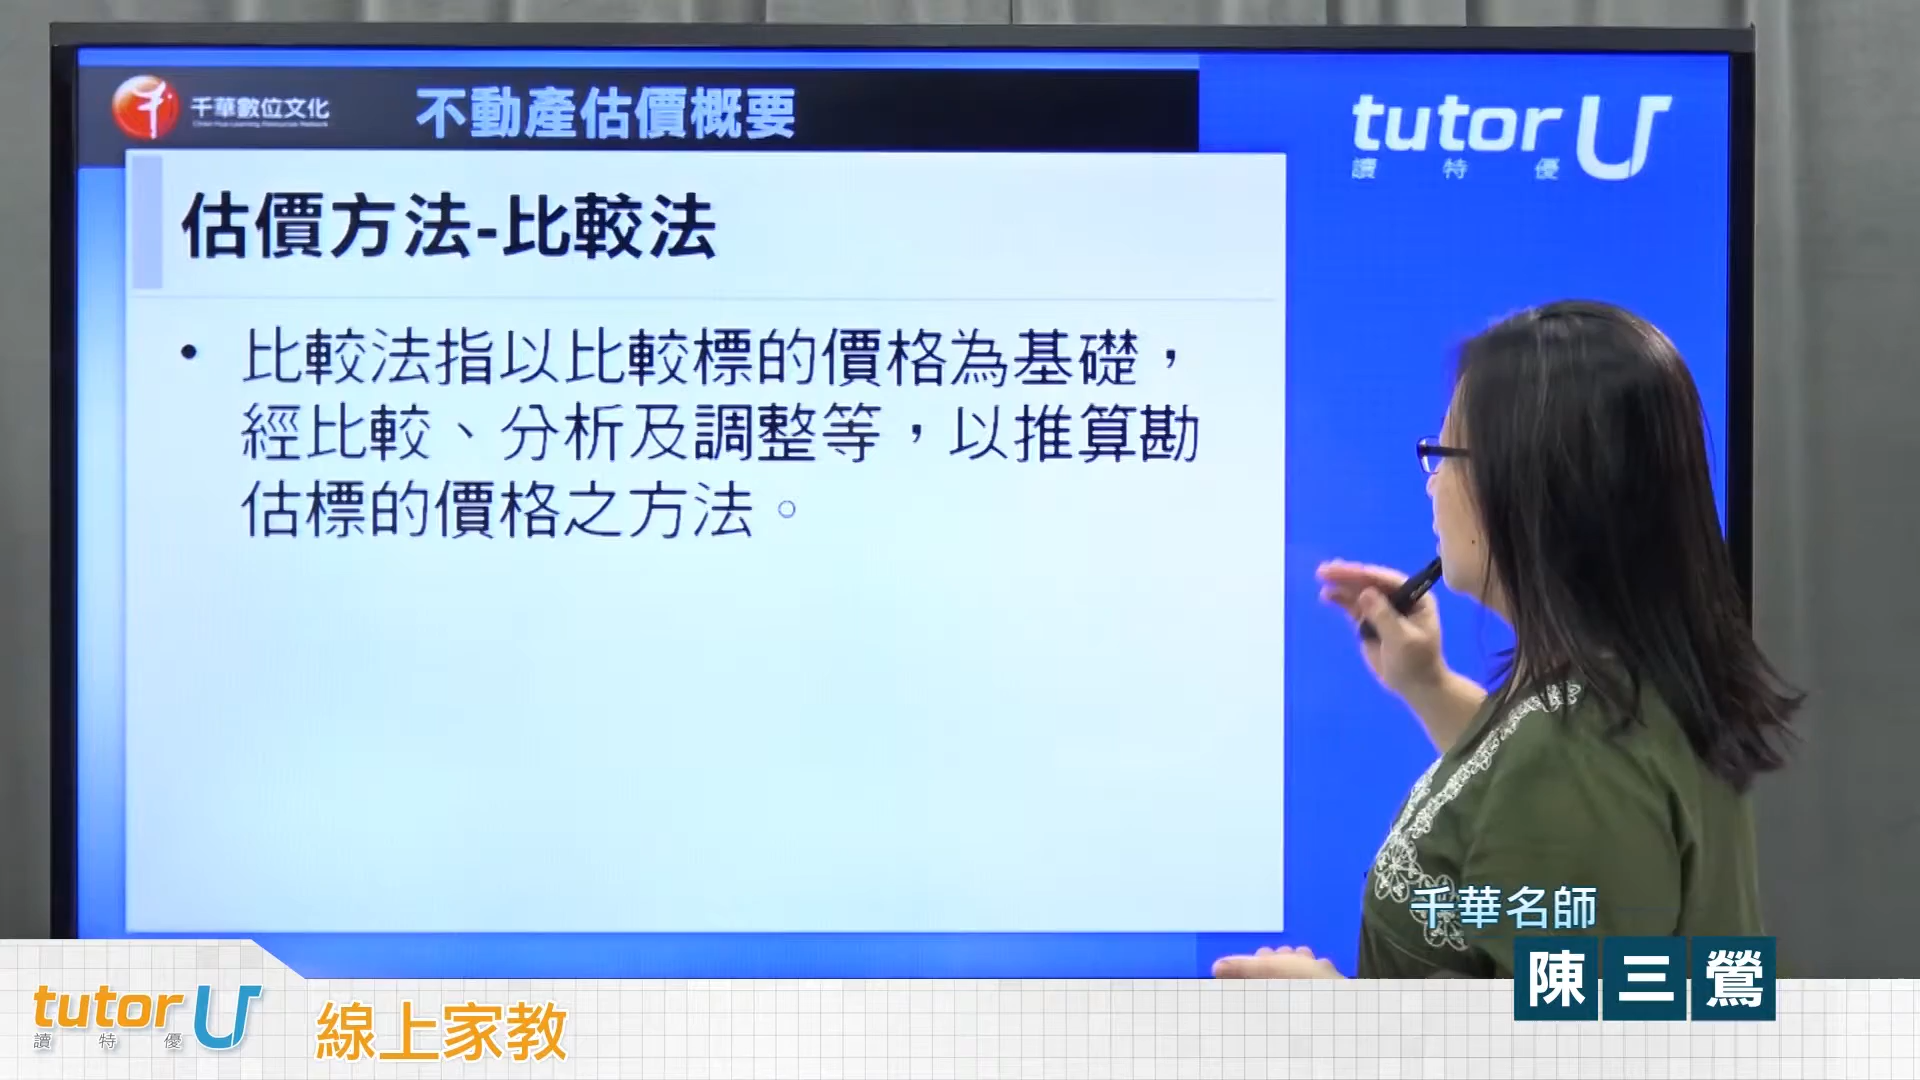 千華數位文化
不動產估價概要
tutor U
讀特優
估價方法-比較法
• 比較法指以比較標的價格為基礎，
經比較、分析及調整等，以推算勘
估標的價格之方法。
千華名師
陳三鶯
tutor U
讀特優
線上家教